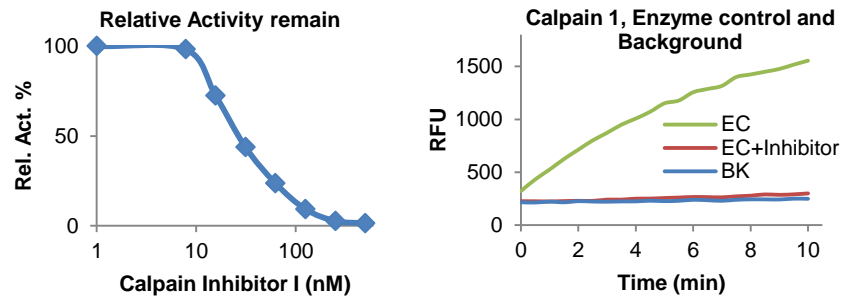 Relative Activity remain
Rel. Act. %
100
50
0
1
10
100
Calpain Inhibitor I (nM)
Calpain 1, Enzyme control and
Background
RFU
1500
1000
500
0
EC
EC+Inhibitor
BK
0
2
4
6
8
10
Time (min)